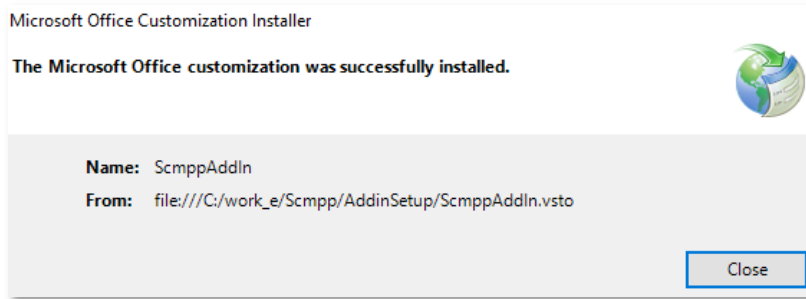 Microsoft Office Customization Installer
The Microsoft Office customization was successfully installed.
Name: ScmppAddIn
From: file:///C:/work_e/Scmpp/AddinSetup/ScmppAddIn.vsto
Close